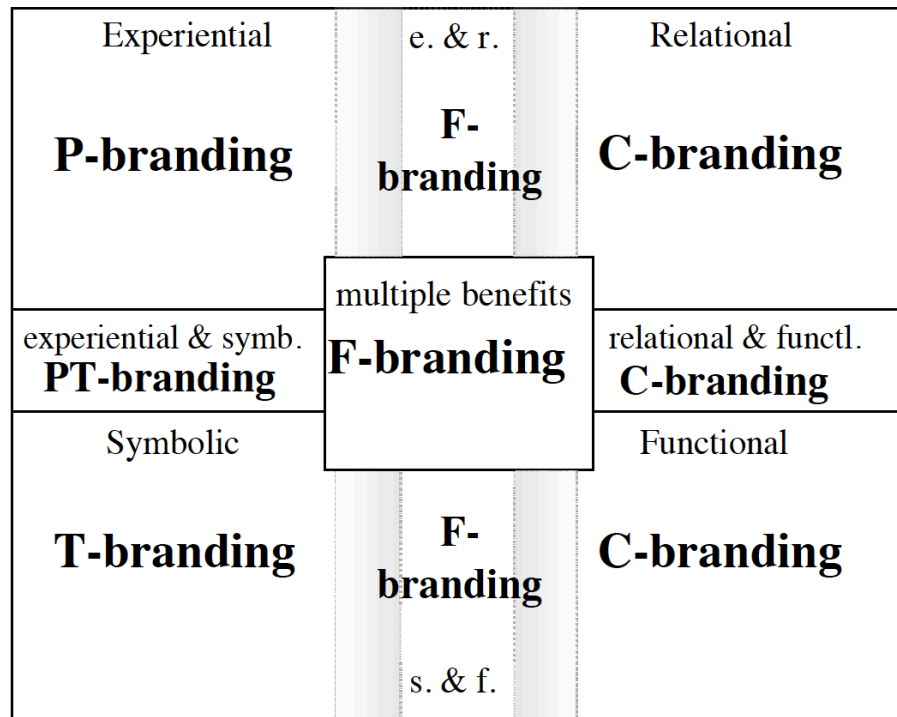 Experiential
e. & r.
Relational
P-branding
F-
branding
C-branding
multiple benefits
F-branding
experiential & symb.
PT-branding
relational & functl.
C-branding
Symbolic
Functional
T-branding
F-
branding
C-branding
s. & f.